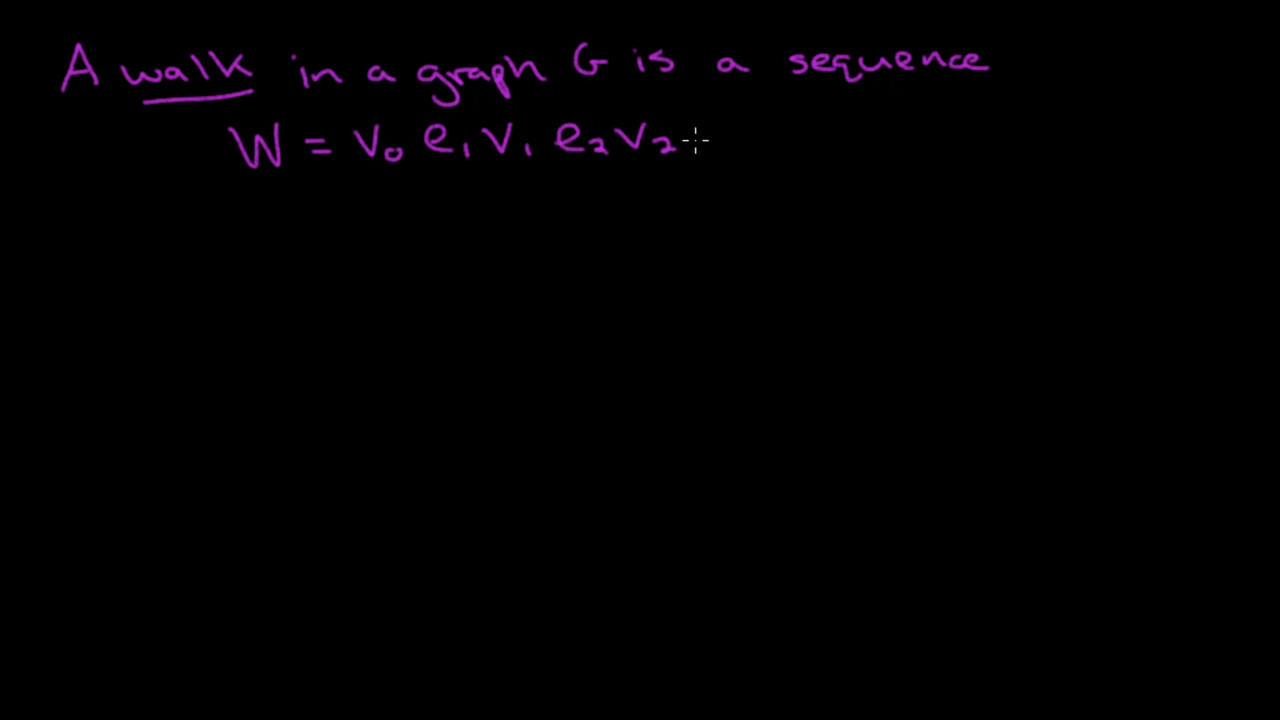 A walk in a graph G is a sequence
W = v₀ e₁ v₁ e₂ v₂